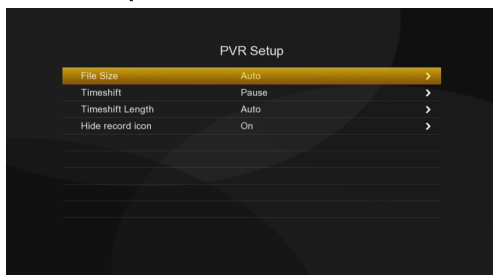 PVR Setup
File Size Auto
Timeshift Pause
Timeshift Length Auto
Hide record icon On